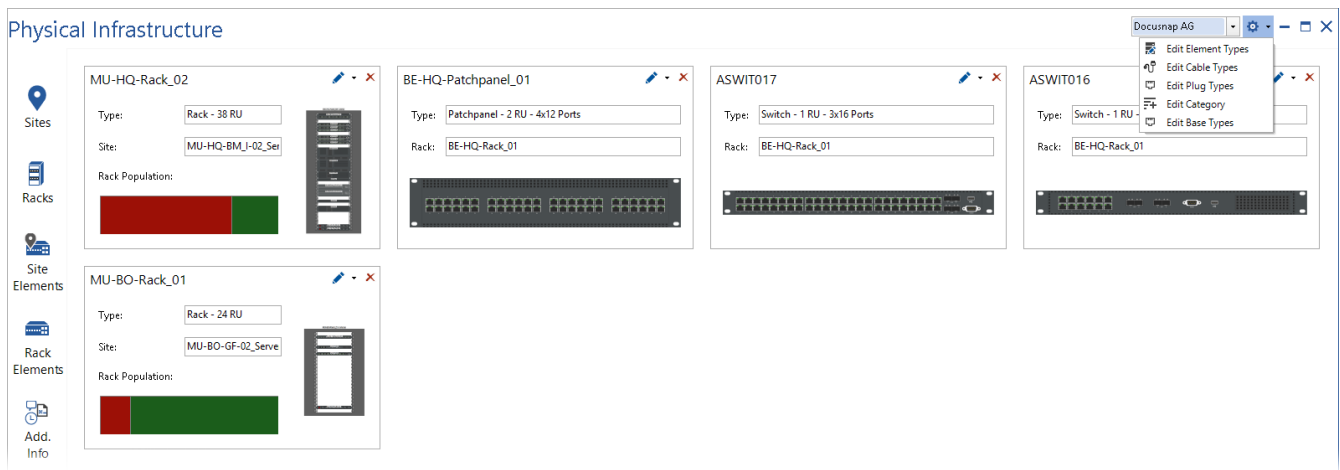 Physical Infrastructure
Docusnap AG
Edit Element Types
Edit Cable Types
Edit Plug Types
Edit Category
Edit Base Types
Sites
Racks
Site
Elements
Rack
Elements
Add.
Info
MU-HQ-Rack_02
Type: Rack - 38 RU
Site: MU-HQ-BM_I-02_Ser
Rack Population:
BE-HQ-Patchpanel_01
Type: Patchpanel - 2 RU - 4x12 Ports
Rack: BE-HQ-Rack_01
ASWIT017
Type: Switch - 1 RU - 3x16 Ports
Rack: BE-HQ-Rack_01
ASWIT016
Type: Switch - 1 RU -
Rack: BE-HQ-Rack_01
MU-BO-Rack_01
Type: Rack - 24 RU
Site: MU-BO-GF-02_Serve
Rack Population: